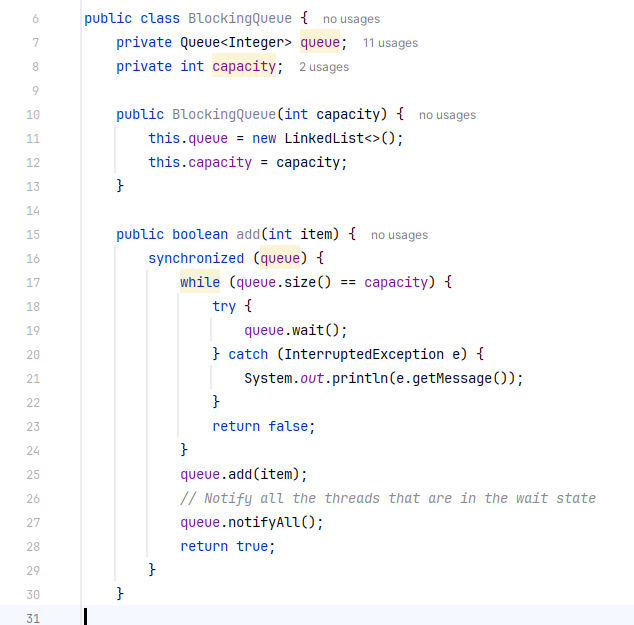 6 public class BlockingQueue { no usages
7 private Queue<Integer> queue; 11 usages
8 private int capacity; 2 usages
9
10 public BlockingQueue(int capacity) { no usages
11 this.queue = new LinkedList<>();
12 this.capacity = capacity;
13 }
14
15 public boolean add(int item) { no usages
16 synchronized (queue) {
17 while (queue.size() == capacity) {
18 try {
19 queue.wait();
20 } catch (InterruptedException e) {
21 System.out.println(e.getMessage());
22 }
23 return false;
24 }
25 queue.add(item);
26 // Notify all the threads that are in the wait state
27 queue.notifyAll();
28 return true;
29 }
30 }
31